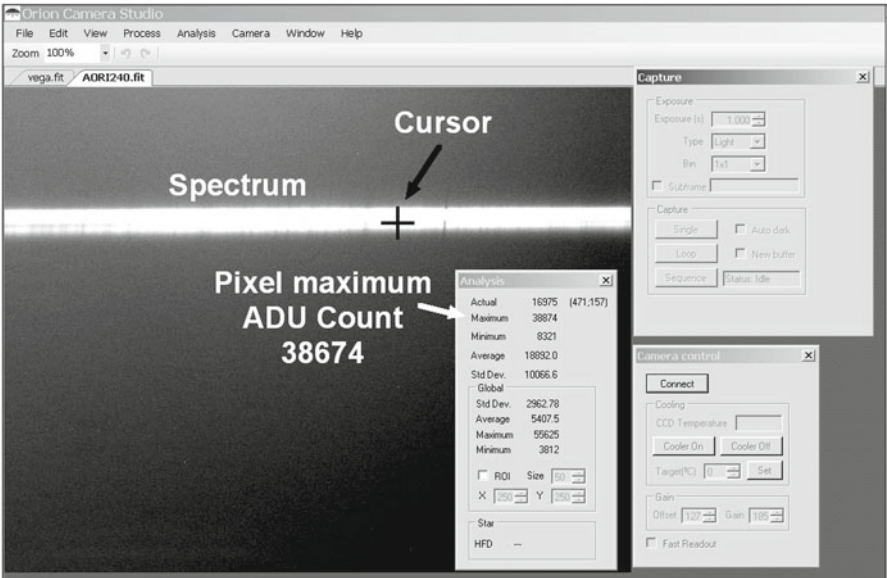 Orion Camera Studio
File Edit View Process Analysis Camera Window Help
Zoom 100%
vega.fit AORI240.fit
Cursor
Spectrum
Pixel maximum
ADU Count
38674
Analysis
Actual 16975 (471;157)
Maximum 38874
Minimum 8321
Average 18892.0
Std Dev. 10066.6
Global
Std Dev. 2962.78
Average 5407.5
Maximum 55625
Minimum 3812
ROI Size 50
X 250 Y 250
Star
HFD --
Capture
Exposure
Exposure (s) 1.000
Type Light
Bin 1x1
Subframe
Capture
Single Auto dark
Loop New buffer
Sequence Status: Idle
Camera control
Connect
Cooling
CCD Temperature
Cooler On Cooler Off
Target(ºC) 0 Set
Gain
Offset 127 Gain 185
Fast Readout